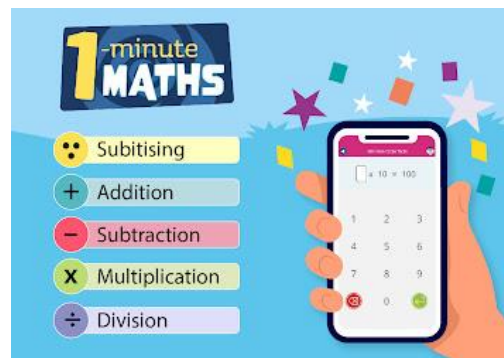 1-minute
MATHS
Subitising
+ Addition
− Subtraction
x Multiplication
÷ Division
10 100
1 2 3
4 5 6
7 8 9
0